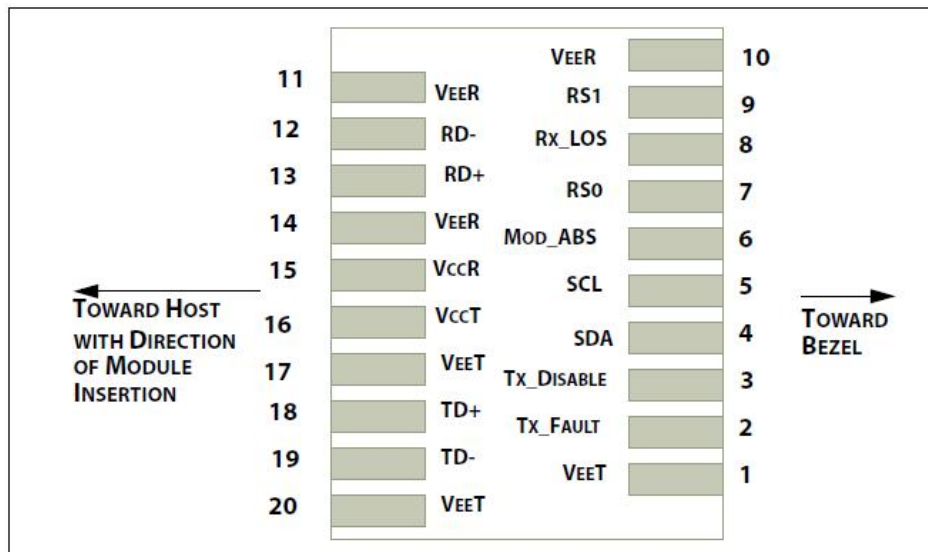 VEER 10
11 VEER
RS1 9
12 RD-
RX_LOS 8
13 RD+
RS0 7
14 VEER
MOD_ABS 6
15 VCCR
SCL 5
TOWARD HOST
WITH DIRECTION
OF MODULE
INSERTION
16 VCCT
SDA 4
TOWARD
BEZEL
17 VEET
TX_DISABLE 3
18 TD+
TX_FAULT 2
19 TD-
VEET 1
20 VEET